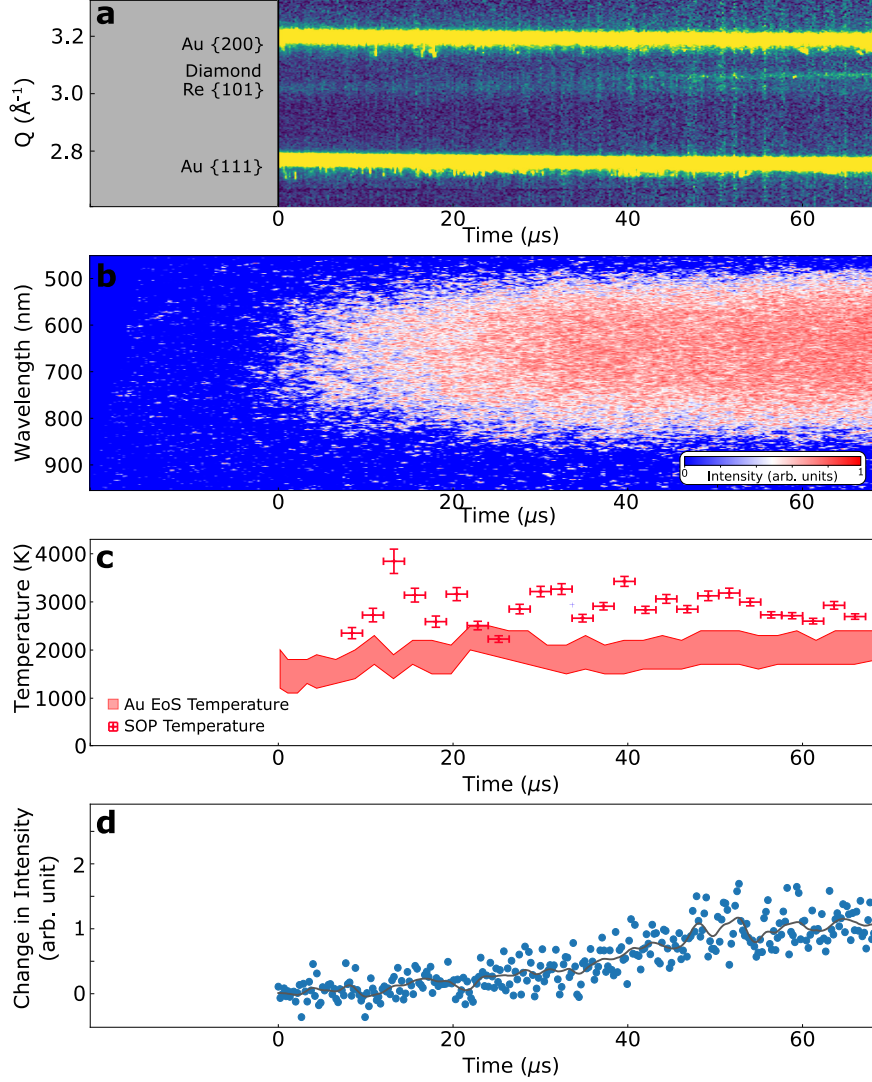 a
3.2
3.0
2.8
Q (Å⁻¹)
Au {200}
Diamond
Re {101}
Au {111}
0
20
40
60
Time (μs)
b
500
600
700
800
900
Wavelength (nm)
0
1
Intensity (arb. units)
0
20
40
60
Time (μs)
c
4000
3000
2000
1000
0
Temperature (K)
Au EoS Temperature
SOP Temperature
0
20
40
60
Time (μs)
d
2
1
0
Change in Intensity
(arb. unit)
0
20
40
60
Time (μs)